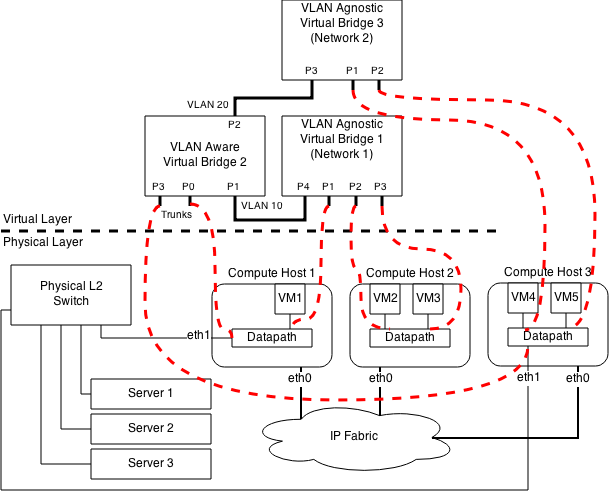 VLAN Agnostic
Virtual Bridge 3
(Network 2)
P3
P1
P2
VLAN 20
P2
VLAN Aware
Virtual Bridge 2
P3
P0
P1
VLAN Agnostic
Virtual Bridge 1
(Network 1)
P4
P1
P2
P3
Trunks
VLAN 10
Virtual Layer
Physical Layer
Physical L2
Switch
Compute Host 1
VM1
Datapath
eth1
eth0
Compute Host 2
VM2
VM3
Datapath
eth0
Compute Host 3
VM4
VM5
Datapath
eth1
eth0
Server 1
Server 2
Server 3
IP Fabric